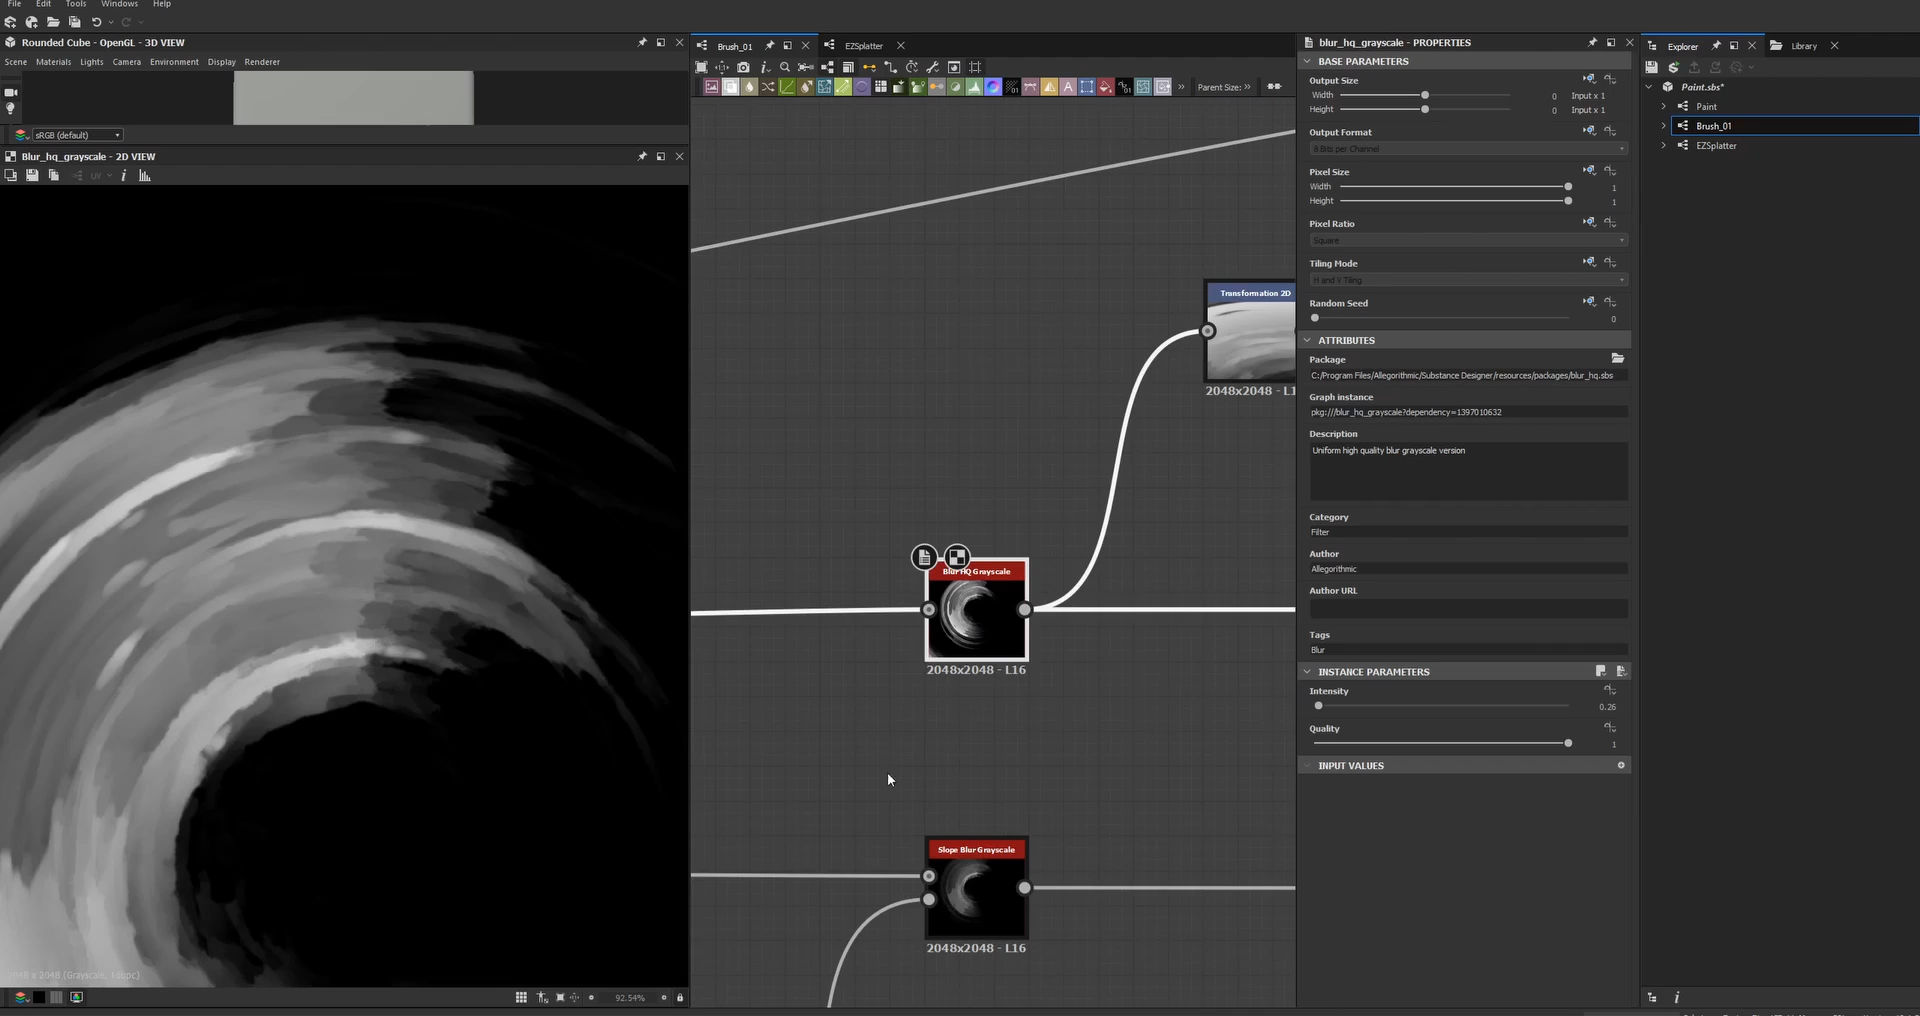 File Edit Tools Windows Help
Rounded Cube - OpenGL - 3D VIEW
Scene Materials Lights Camera Environment Display Renderer
sRGB (default)
Blur_hq_grayscale - 2D VIEW
UV
2048 x 2048 (Grayscale, 16bpc)
92.54%
Brush_01
EZSplatter
Parent Size:
Transformation 2D
2048x2048 - L1
Blur HQ Grayscale
2048x2048 - L16
Slope Blur Grayscale
2048x2048 - L16
blur_hq_grayscale - PROPERTIES
BASE PARAMETERS
Output Size
Width 0 Input x 1
Height 0 Input x 1
Output Format
8 Bits per Channel
Pixel Size
Width 1
Height 1
Pixel Ratio
Square
Tiling Mode
H and V Tiling
Random Seed
0
ATTRIBUTES
Package
C:/Program Files/Allegorithmic/Substance Designer/resources/packages/blur_hq.sbs
Graph instance
pkg:///blur_hq_grayscale?dependency=1397010632
Description
Uniform high quality blur grayscale version
Category
Filter
Author
Allegorithmic
Author URL
Tags
Blur
INSTANCE PARAMETERS
Intensity
0.26
Quality
1
INPUT VALUES
Explorer
Library
Paint.sbs*
Paint
Brush_01
EZSplatter